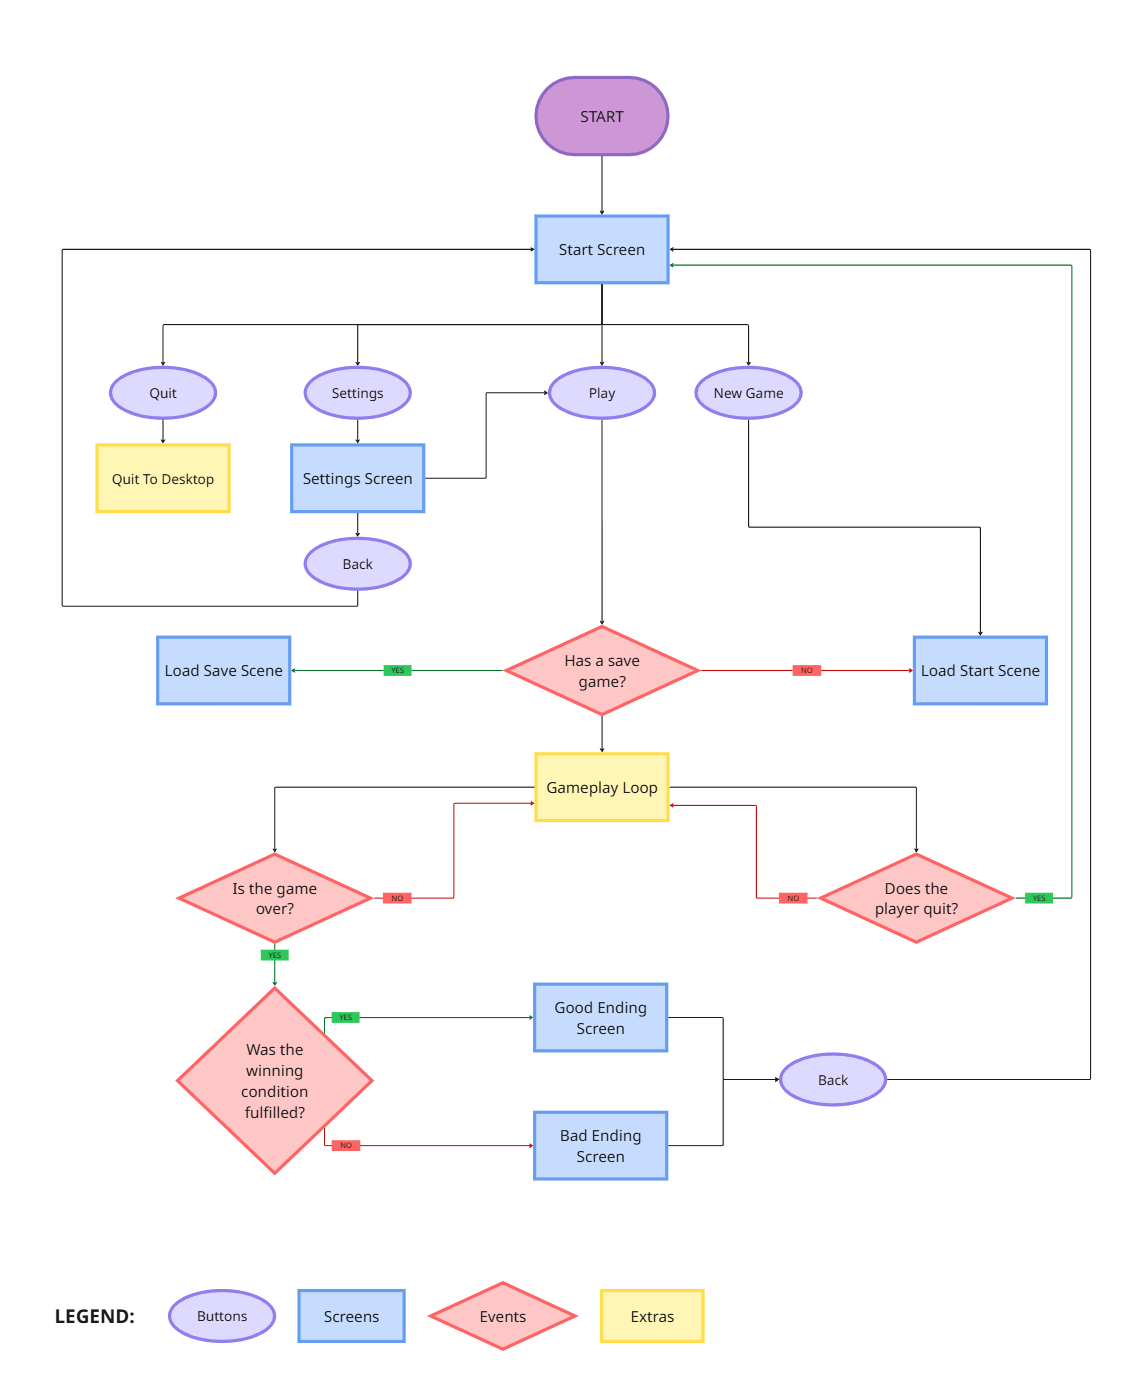 START
Start Screen
Quit
Settings
Play
New Game
Quit To Desktop
Settings Screen
Back
Load Save Scene
YES
Has a save
game?
NO
Load Start Scene
Gameplay Loop
Is the game
over?
NO
NO
Does the
player quit?
YES
YES
Was the
winning
condition
fulfilled?
YES
Good Ending
Screen
Back
NO
Bad Ending
Screen
LEGEND:
Buttons
Screens
Events
Extras